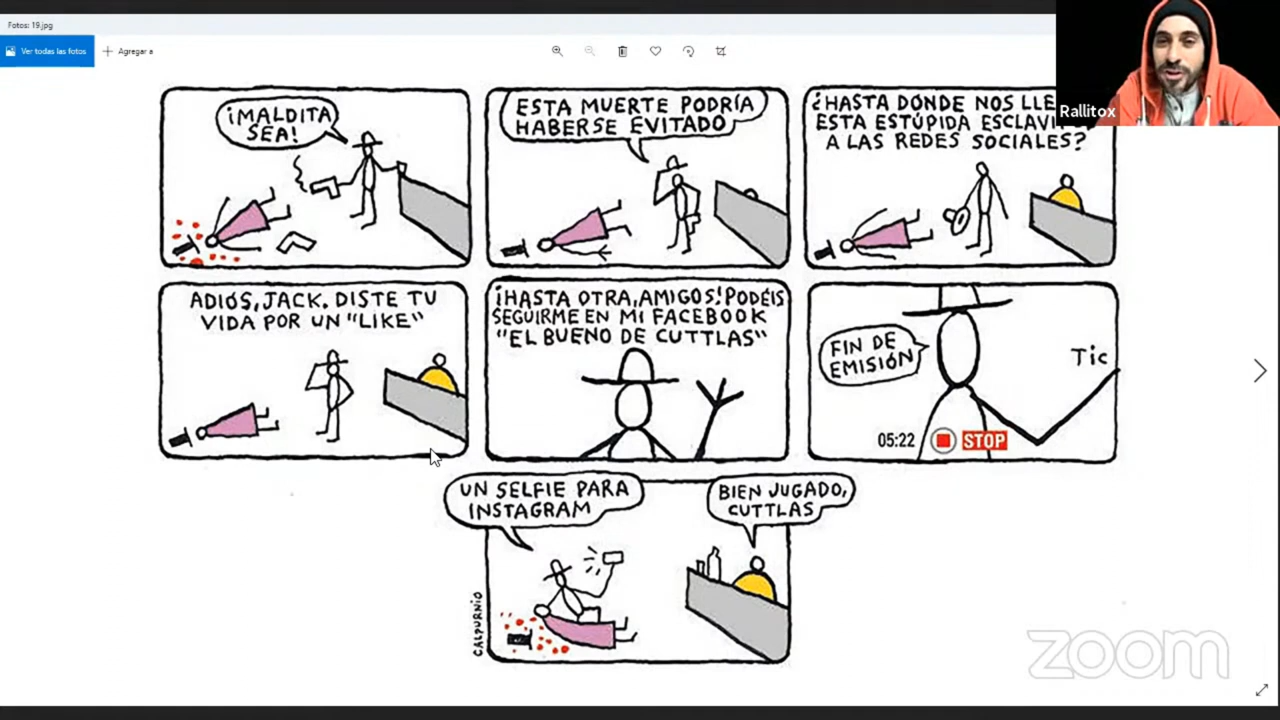 Fotos: 19.jpg
Ver todas las fotos
Agregar a
Rallitox
¡MALDITA
SEA!
ESTA MUERTE PODRÍA
HABERSE EVITADO
¿HASTA DÓNDE NOS LLE
ESTA ESTÚPIDA ESCLAVI
A LAS REDES SOCIALES?
ADIÓS, JACK. DISTE TU
VIDA POR UN "LIKE"
¡HASTA OTRA, AMIGOS! PODÉIS
SEGUIRME EN MI FACEBOOK
"EL BUENO DE CUTTLAS"
FIN DE
EMISIÓN
Tic
05:22 STOP
UN SELFIE PARA
INSTAGRAM
BIEN JUGADO,
CUTTLAS
CALPURNIO
zoom